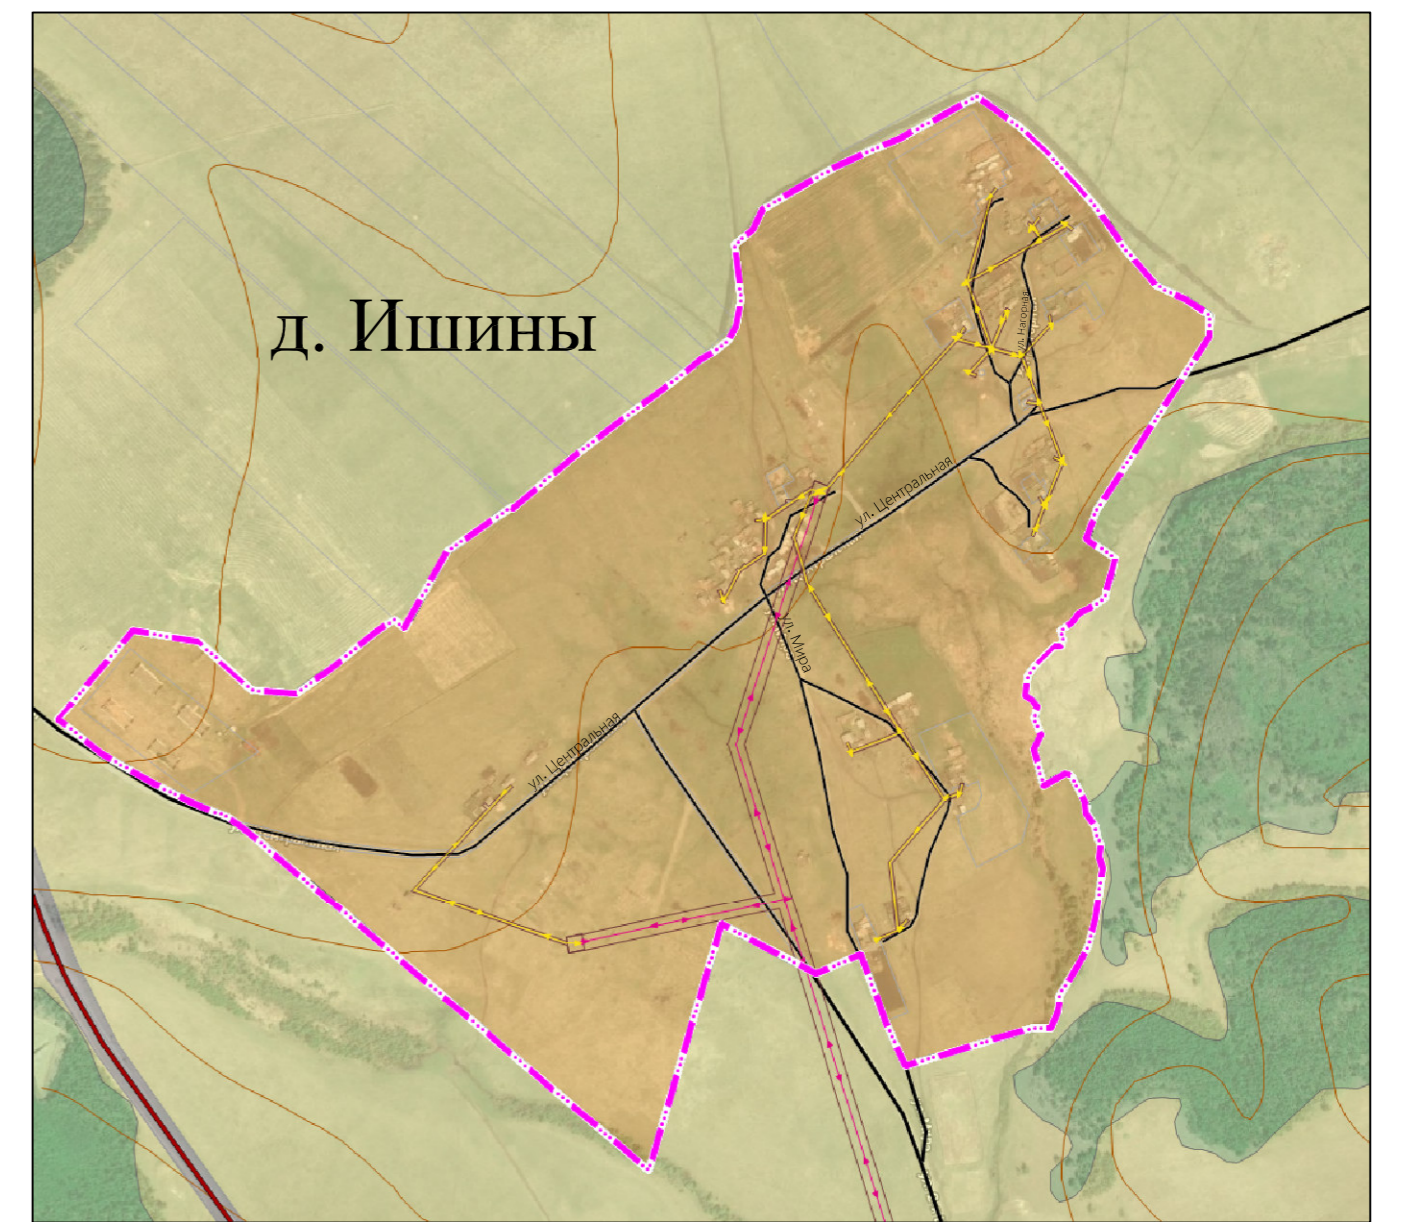 д. Ишины
ул. Нагорная
ул. Центральная
ул. Мира
ул. Центральная